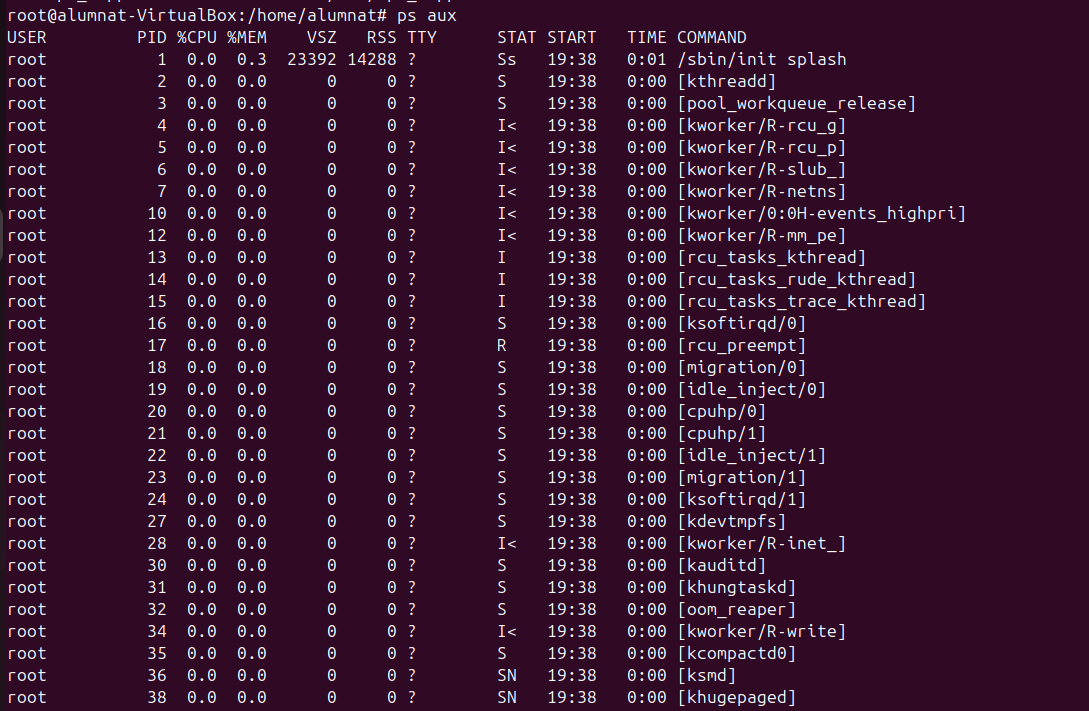 root@alumnat-VirtualBox:/home/alumnat# ps aux
USER         PID %CPU %MEM    VSZ   RSS TTY      STAT START   TIME COMMAND
root           1  0.0  0.3  23392 14288 ?        Ss   19:38   0:01 /sbin/init splash
root           2  0.0  0.0      0     0 ?        S    19:38   0:00 [kthreadd]
root           3  0.0  0.0      0     0 ?        S    19:38   0:00 [pool_workqueue_release]
root           4  0.0  0.0      0     0 ?        I<   19:38   0:00 [kworker/R-rcu_g]
root           5  0.0  0.0      0     0 ?        I<   19:38   0:00 [kworker/R-rcu_p]
root           6  0.0  0.0      0     0 ?        I<   19:38   0:00 [kworker/R-slub_]
root           7  0.0  0.0      0     0 ?        I<   19:38   0:00 [kworker/R-netns]
root          10  0.0  0.0      0     0 ?        I<   19:38   0:00 [kworker/0:0H-events_highpri]
root          12  0.0  0.0      0     0 ?        I<   19:38   0:00 [kworker/R-mm_pe]
root          13  0.0  0.0      0     0 ?        I    19:38   0:00 [rcu_tasks_kthread]
root          14  0.0  0.0      0     0 ?        I    19:38   0:00 [rcu_tasks_rude_kthread]
root          15  0.0  0.0      0     0 ?        I    19:38   0:00 [rcu_tasks_trace_kthread]
root          16  0.0  0.0      0     0 ?        S    19:38   0:00 [ksoftirqd/0]
root          17  0.0  0.0      0     0 ?        R    19:38   0:00 [rcu_preempt]
root          18  0.0  0.0      0     0 ?        S    19:38   0:00 [migration/0]
root          19  0.0  0.0      0     0 ?        S    19:38   0:00 [idle_inject/0]
root          20  0.0  0.0      0     0 ?        S    19:38   0:00 [cpuhp/0]
root          21  0.0  0.0      0     0 ?        S    19:38   0:00 [cpuhp/1]
root          22  0.0  0.0      0     0 ?        S    19:38   0:00 [idle_inject/1]
root          23  0.0  0.0      0     0 ?        S    19:38   0:00 [migration/1]
root          24  0.0  0.0      0     0 ?        S    19:38   0:00 [ksoftirqd/1]
root          27  0.0  0.0      0     0 ?        S    19:38   0:00 [kdevtmpfs]
root          28  0.0  0.0      0     0 ?        I<   19:38   0:00 [kworker/R-inet_]
root          30  0.0  0.0      0     0 ?        S    19:38   0:00 [kauditd]
root          31  0.0  0.0      0     0 ?        S    19:38   0:00 [khungtaskd]
root          32  0.0  0.0      0     0 ?        S    19:38   0:00 [oom_reaper]
root          34  0.0  0.0      0     0 ?        I<   19:38   0:00 [kworker/R-write]
root          35  0.0  0.0      0     0 ?        S    19:38   0:00 [kcompactd0]
root          36  0.0  0.0      0     0 ?        SN   19:38   0:00 [ksmd]
root          38  0.0  0.0      0     0 ?        SN   19:38   0:00 [khugepaged]